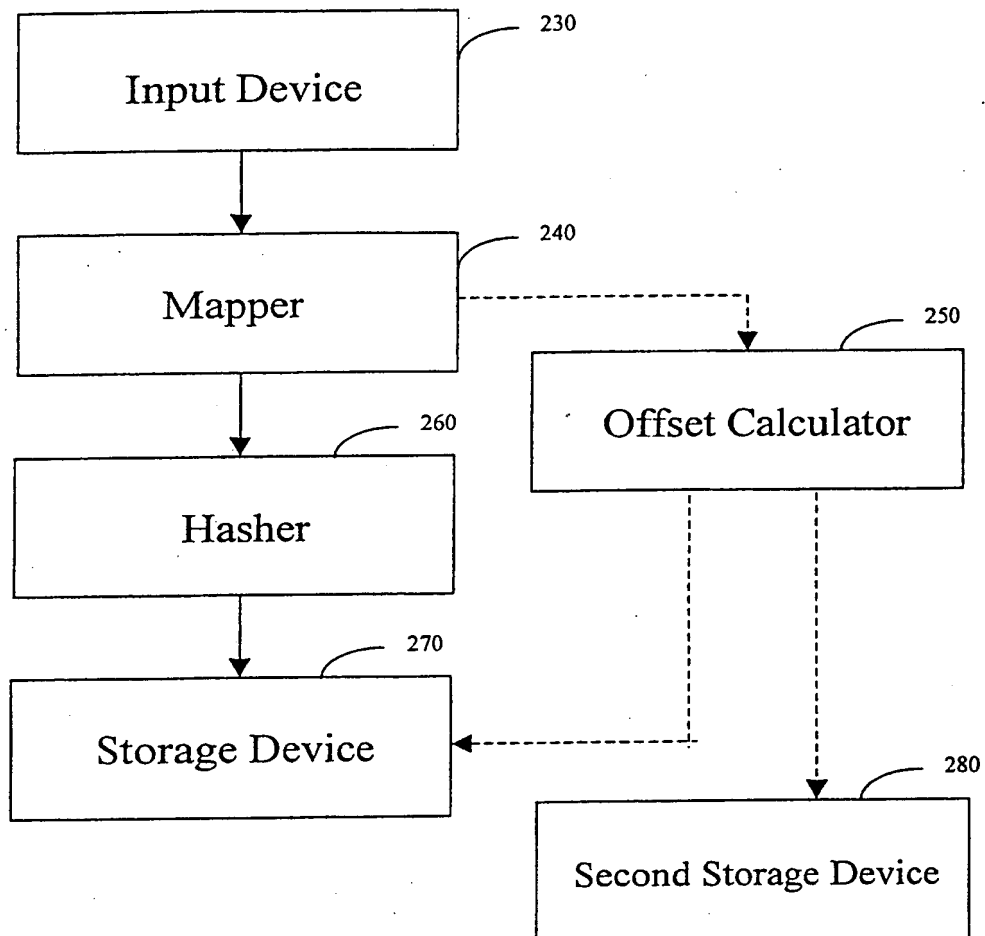 230
Input Device
240
Mapper
250
Offset Calculator
260
Hasher
270
Storage Device
280
Second Storage Device